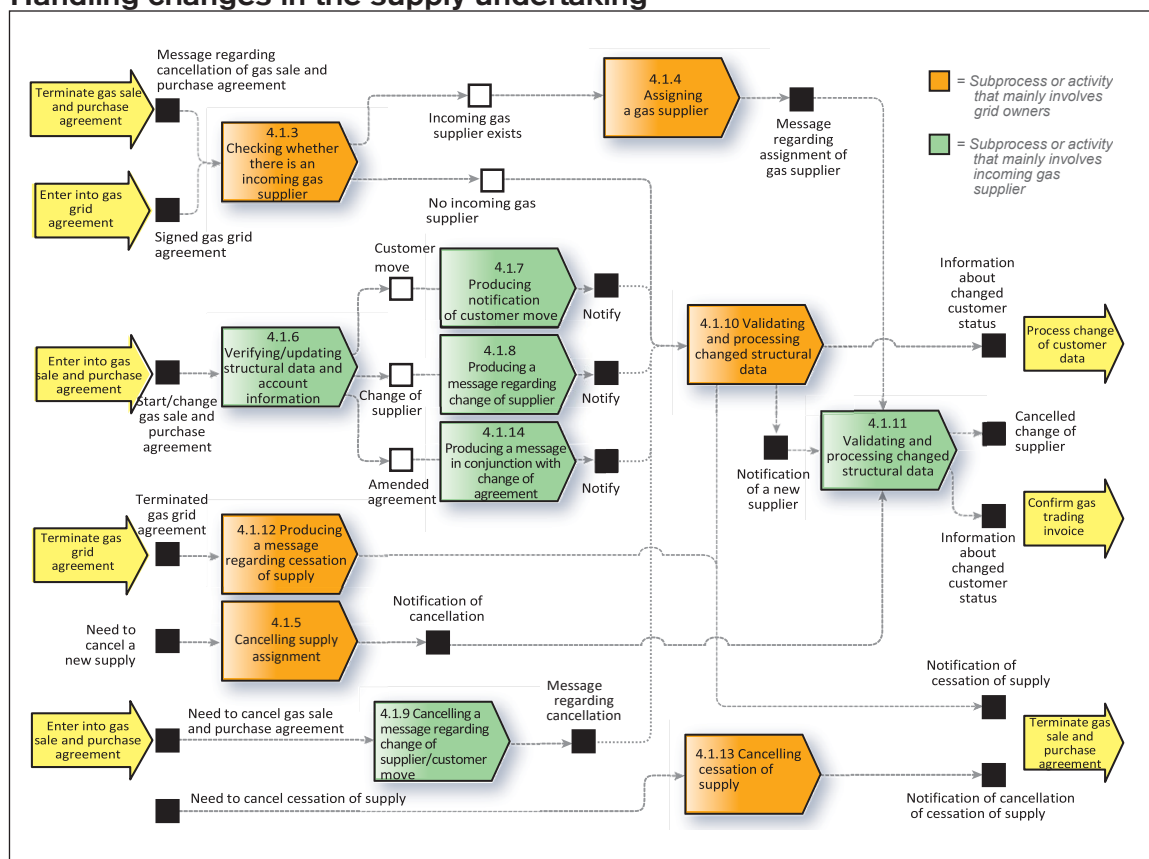 Handling changes in the supply undertaking
Message regarding
cancellation of gas sale and
purchase agreement
Terminate gas sale
and purchase
agreement
4.1.3
Checking whether
there is an
incoming gas
supplier
Enter into gas
grid
agreement
Signed gas grid
agreement
Incoming gas
supplier exists
No incoming gas
supplier
4.1.4
Assigning
a gas supplier
Message
regarding
assignment of
gas supplier
= Subprocess or activity
that mainly involves
grid owners
= Subprocess or activity
that mainly involves
incoming gas
supplier
Enter into gas
sale and purchase
agreement
Start/change
gas sale and
purchase
agreement
4.1.6
Verifying/updating
structural data and
account
information
Customer
move
Change of
supplier
Amended
agreement
4.1.7
Producing
notification
of customer move
Notify
4.1.8
Producing a
message regarding
change of supplier
Notify
4.1.14
Producing a message
in conjunction with
change of agreement
Notify
4.1.10 Validating
and processing
changed structural
data
Information
about
changed
customer
status
Process change
of customer
data
Notification
of a new
supplier
4.1.11
Validating and
processing changed
structural data
Cancelled
change of
supplier
Information
about
changed
customer
status
Confirm gas
trading
invoice
Terminated
gas grid
agreement
Terminate gas
grid
agreement
4.1.12 Producing
a message
regarding cessation
of supply
Need to
cancel a
new supply
4.1.5
Cancelling supply
assignment
Notification of
cancellation
Enter into gas
sale and purchase
agreement
Need to cancel gas sale
and purchase agreement
4.1.9 Cancelling a
message regarding
change of
supplier/customer
move
Message
regarding
cancellation
Need to cancel cessation of supply
4.1.13 Cancelling
cessation of
supply
Notification of
cessation of supply
Terminate gas
sale and
purchase
agreement
Notification of cancellation
of cessation of supply